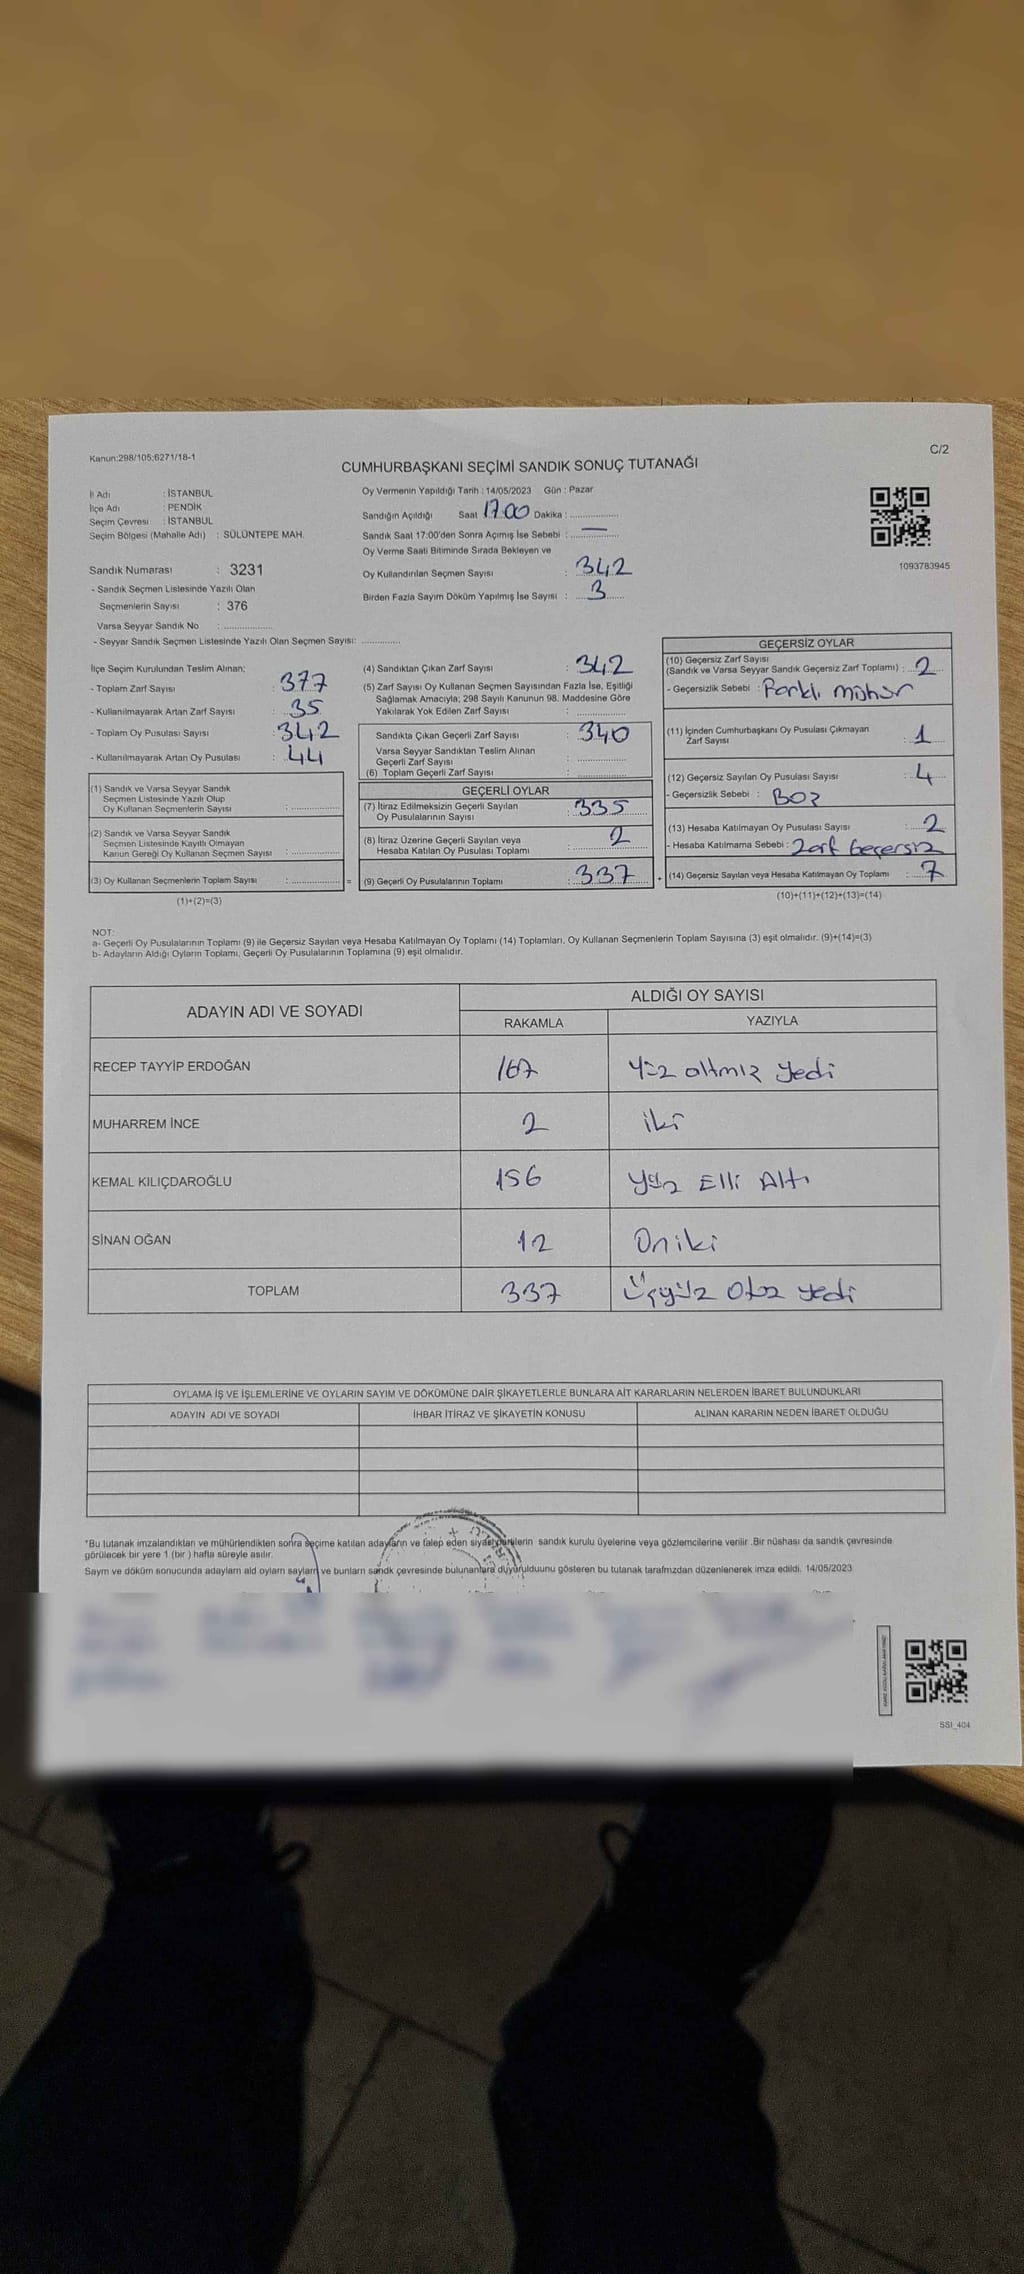 Kanun:298/105;6271/18-1
C/2
CUMHURBAŞKANI SEÇİMİ SANDIK SONUÇ TUTANAĞI
İl Adı : İSTANBUL
İlçe Adı : PENDİK
Seçim Çevresi : İSTANBUL
Seçim Bölgesi (Mahalle Adı) : SÜLÜNTEPE MAH.
Sandık Numarası : 3231
- Sandık Seçmen Listesinde Yazılı Olan
Seçmenlerin Sayısı : 376
Varsa Seyyar Sandık No : ..............
- Seyyar Sandık Seçmen Listesinde Yazılı Olan Seçmen Sayısı: ...........
Oy Vermenin Yapıldığı Tarih : 14/05/2023 Gün : Pazar
Sandığın Açıldığı Saat 17.00 Dakika : ..............
Sandık Saat 17:00'den Sonra Açımış İse Sebebi : —
Oy Verme Saati Bitiminde Sırada Bekleyen ve
Oy Kullandırılan Seçmen Sayısı : 342
Birden Fazla Sayım Döküm Yapılmış İse Sayısı : 3
1093783945
İlçe Seçim Kurulundan Teslim Alınan:
- Toplam Zarf Sayısı : 377
- Kullanılmayarak Artan Zarf Sayısı : 35
- Toplam Oy Pusulası Sayısı : 342
- Kullanılmayarak Artan Oy Pusulası : 44
(1) Sandık ve Varsa Seyyar Sandık
Seçmen Listesinde Yazılı Olup
Oy Kullanan Seçmenlerin Sayısı : ..............
(2) Sandık ve Varsa Seyyar Sandık
Seçmen Listesinde Kayıtlı Olmayan
Kanun Gereği Oy Kullanan Seçmen Sayısı : ..............
(3) Oy Kullanan Seçmenlerin Toplam Sayısı : ..............
(1)+(2)=(3)
(4) Sandıktan Çıkan Zarf Sayısı : 342
(5) Zarf Sayısı Oy Kullanan Seçmen Sayısından Fazla İse, Eşitliği
Sağlamak Amacıyla; 298 Sayılı Kanunun 98. Maddesine Göre
Yakılarak Yok Edilen Zarf Sayısı : ..............
Sandıkta Çıkan Geçerli Zarf Sayısı : 340
Varsa Seyyar Sandıktan Teslim Alınan
Geçerli Zarf Sayısı : ..............
(6) Toplam Geçerli Zarf Sayısı : ..............
GEÇERLİ OYLAR
(7) İtiraz Edilmeksizin Geçerli Sayılan
Oy Pusulalarının Sayısı : 335
(8) İtiraz Üzerine Geçerli Sayılan veya
Hesaba Katılan Oy Pusulası Toplamı : 2
= (9) Geçerli Oy Pusulalarının Toplamı : 337 +
GEÇERSİZ OYLAR
(10) Geçersiz Zarf Sayısı
(Sandık ve Varsa Seyyar Sandık Geçersiz Zarf Toplamı) : 2
- Geçersizlik Sebebi : Farklı mühür
(11) İçinden Cumhurbaşkanı Oy Pusulası Çıkmayan
Zarf Sayısı : 1
(12) Geçersiz Sayılan Oy Pusulası Sayısı : 4
- Geçersizlik Sebebi :
(13) Hesaba Katılmayan Oy Pusulası Sayısı : 2
- Hesaba Katılmama Sebebi : Zarf Geçersiz
(14) Geçersiz Sayılan veya Hesaba Katılmayan Oy Toplamı : 7
(10)+(11)+(12)+(13)=(14)
NOT:
a- Geçerli Oy Pusulalarının Toplamı (9) ile Geçersiz Sayılan veya Hesaba Katılmayan Oy Toplamı (14) Toplamları, Oy Kullanan Seçmenlerin Toplam Sayısına (3) eşit olmalıdır. (9)+(14)=(3)
b- Adayların Aldığı Oyların Toplamı, Geçerli Oy Pusulalarının Toplamına (9) eşit olmalıdır.
ADAYIN ADI VE SOYADI
ALDIĞI OY SAYISI
RAKAMLA YAZIYLA
RECEP TAYYİP ERDOĞAN 167 Yüz altmız yedi
MUHARREM İNCE 2 iki
KEMAL KILIÇDAROĞLU 156 Yüz Elli Altı
SİNAN OĞAN 12 Oniki
TOPLAM 337 Üçyüz Otuz yedi
OYLAMA İŞ VE İŞLEMLERİNE VE OYLARIN SAYIM VE DÖKÜMÜNE DAİR ŞİKAYETLERLE BUNLARA AİT KARARLARIN NELERDEN İBARET BULUNDUKLARI
ADAYIN ADI VE SOYADI İHBAR İTİRAZ VE ŞİKAYETİN KONUSU ALINAN KARARIN NEDEN İBARET OLDUĞU
*Bu tutanak imzalandıktan ve mühürlendikten sonra seçime katılan adayların ve talep eden siyasi partilerin sandık kurulu üyelerine veya gözlemcilerine verilir .Bir nüshası da sandık çevresinde
görülecek bir yere 1 (bir ) hafta süreyle asılır.
Sayım ve döküm sonucunda adayların ald oyların sayıları ve bunların sandk çevresinde bulunanlara duyurulduunu gösteren bu tutanak tarafmzdan düzenlenerek imza edildi. 14/05/2023
SSI_404